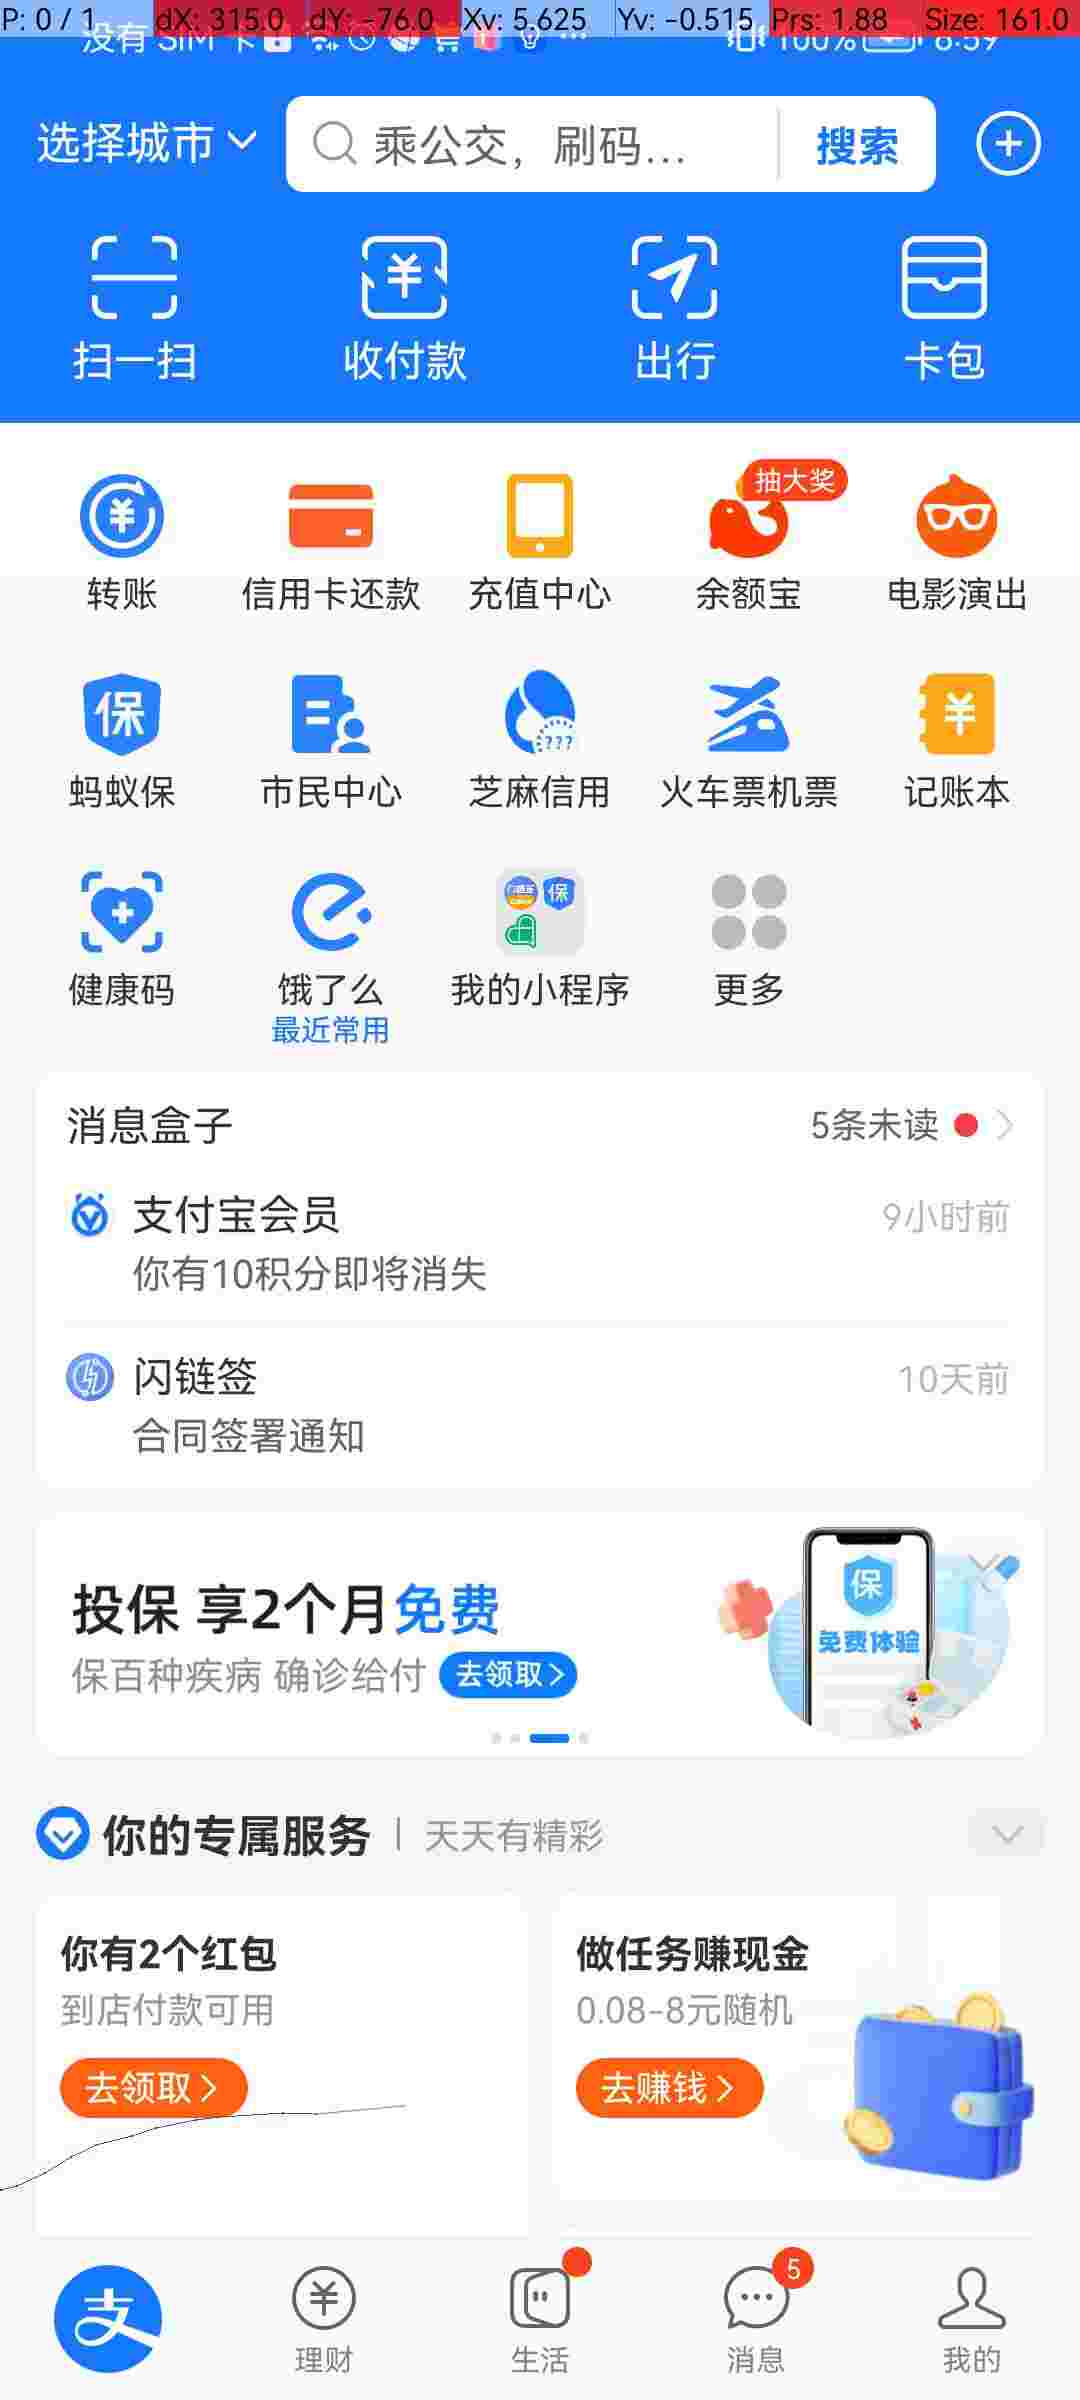 P: 0 / 1 dX: 315.0 dY: -76.0 Xv: 5.625 Yv: -0.515 Prs: 1.88 Size: 161.0
没有 SIM 卡 100% 8:59
选择城市 乘公交，刷码... 搜索
扫一扫 收付款 出行 卡包
抽大奖
转账 信用卡还款 充值中心 余额宝 电影演出
保 ???
蚂蚁保 市民中心 芝麻信用 火车票机票 记账本
保
健康码 饿了么 我的小程序 更多
最近常用
消息盒子 5条未读
支付宝会员 9小时前
你有10积分即将消失
闪链签 10天前
合同签署通知
保
投保 享2个月免费
免费体验
保百种疾病 确诊给付 去领取
你的专属服务 天天有精彩
你有2个红包 做任务赚现金
到店付款可用 0.08-8元随机
去领取 去赚钱
5
支
理财 生活 消息 我的